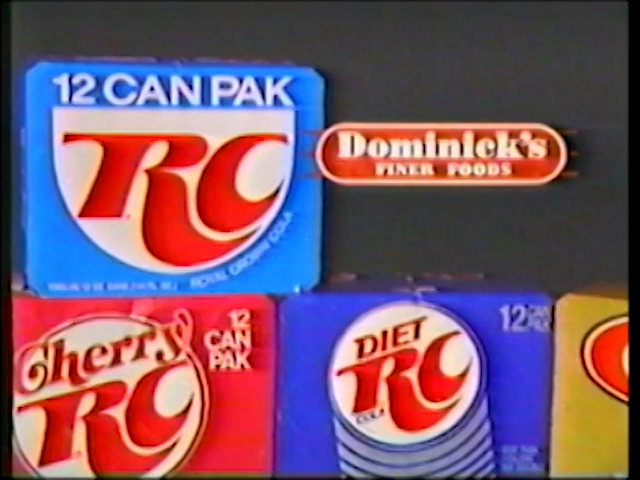 12 CAN PAK
RC
ROYAL CROWN COLA
Dominick's
FINER FOODS
Cherry
RC
12
CAN
PAK
DIET
RC
COLA
12 CAN
PAK